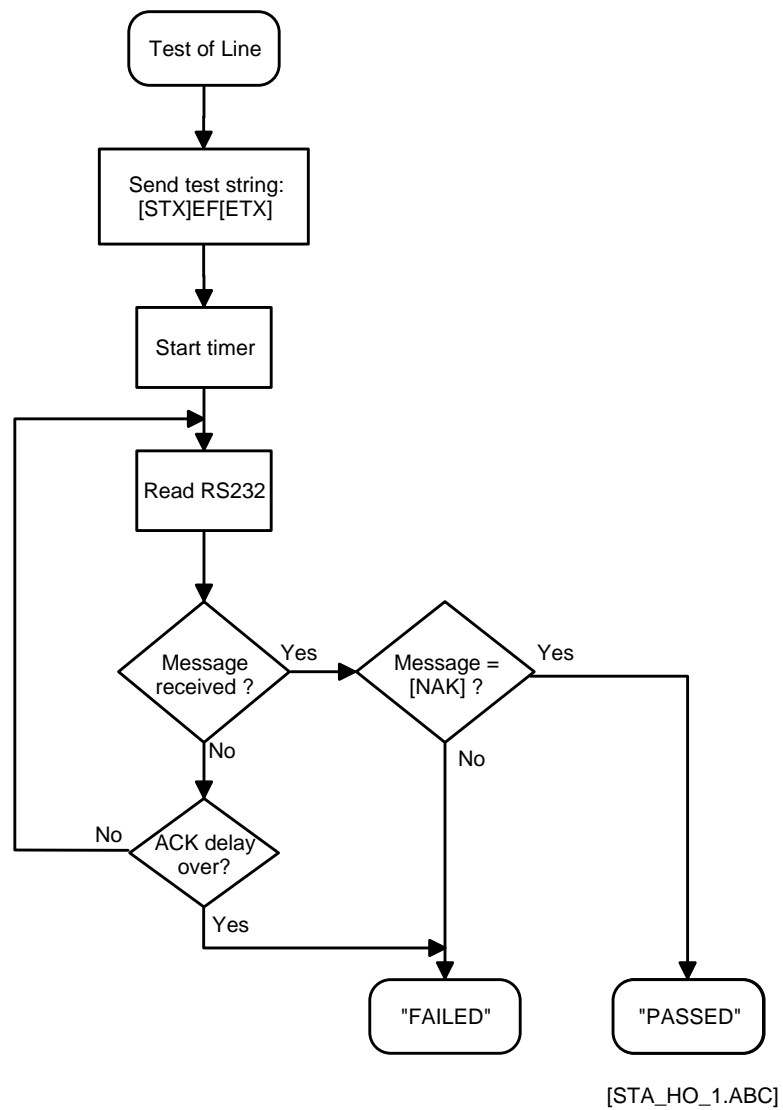 Test of Line
Send test string:
[STX]EF[ETX]
Start timer
Read RS232
Message
received ?
Yes
Message =
[NAK] ?
Yes
No
No
No
ACK delay
over?
Yes
"FAILED"
"PASSED"
[STA_HO_1.ABC]